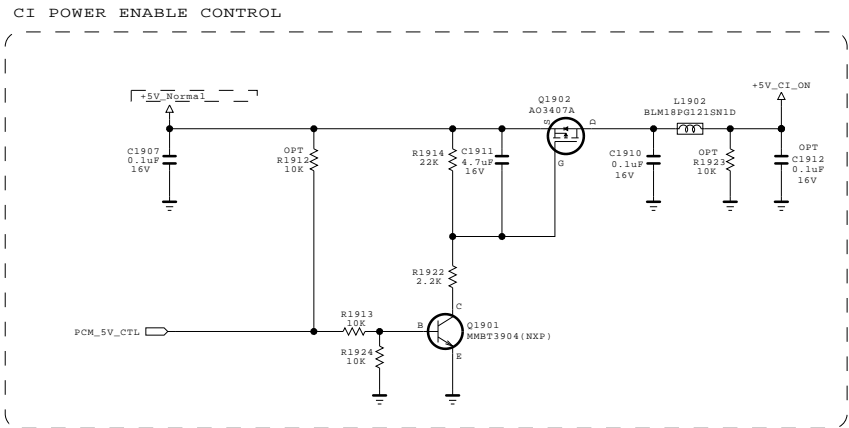 CI POWER ENABLE CONTROL
+5V_Normal
Q1902
AO3407A
L1902
BLM18PG121SN1D
+5V_CI_ON
S
D
G
C1907
0.1uF
16V
OPT
R1912
10K
R1914
22K
C1911
4.7uF
16V
C1910
0.1uF
16V
OPT
R1923
10K
OPT
C1912
0.1uF
16V
R1922
2.2K
PCM_5V_CTL
R1913
10K
R1924
10K
B
C
E
Q1901
MMBT3904(NXP)